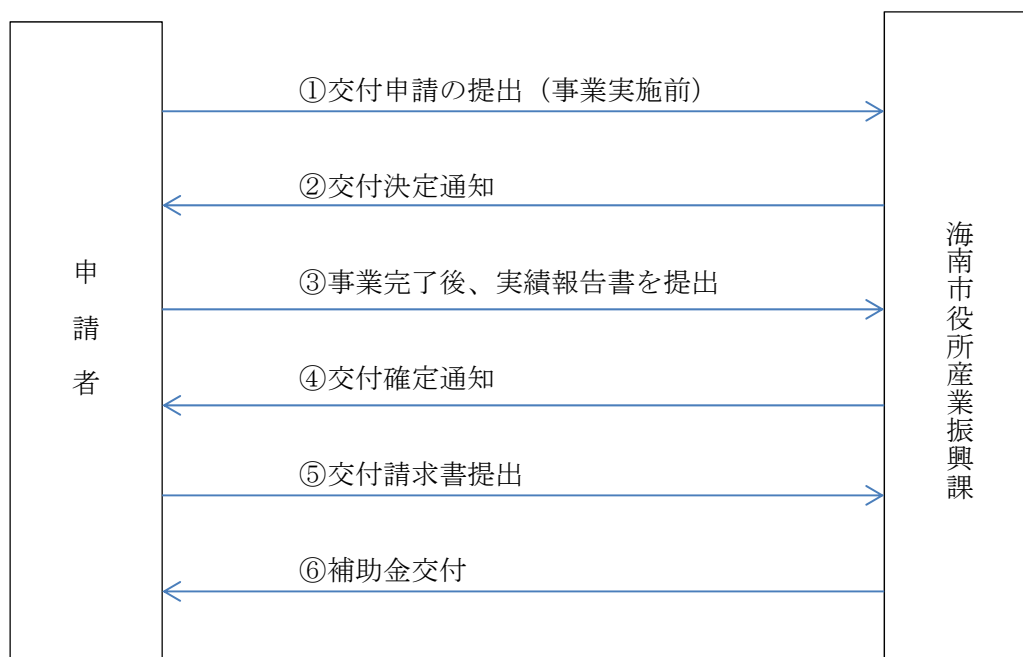 ①交付申請の提出（事業実施前）
②交付決定通知
③事業完了後、実績報告書を提出
④交付確定通知
⑤交付請求書提出
⑥補助金交付
申請者
海南市役所産業振興課